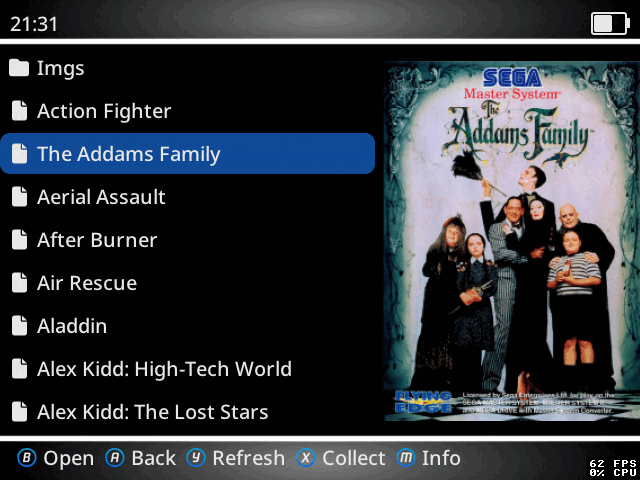 21:31
Imgs
Action Fighter
The Addams Family
Aerial Assault
After Burner
Air Rescue
Aladdin
Alex Kidd: High-Tech World
Alex Kidd: The Lost Stars
SEGA
Master System™
The
Addams Family™
FLYING
EDGE
Licensed by Sega Enterprises Ltd. for play on the
SEGA MASTER SYSTEM, MASTER SYSTEM II
and MEGA DRIVE with Master System Converter.
B Open A Back Y Refresh X Collect M Info
62 FPS
0% CPU